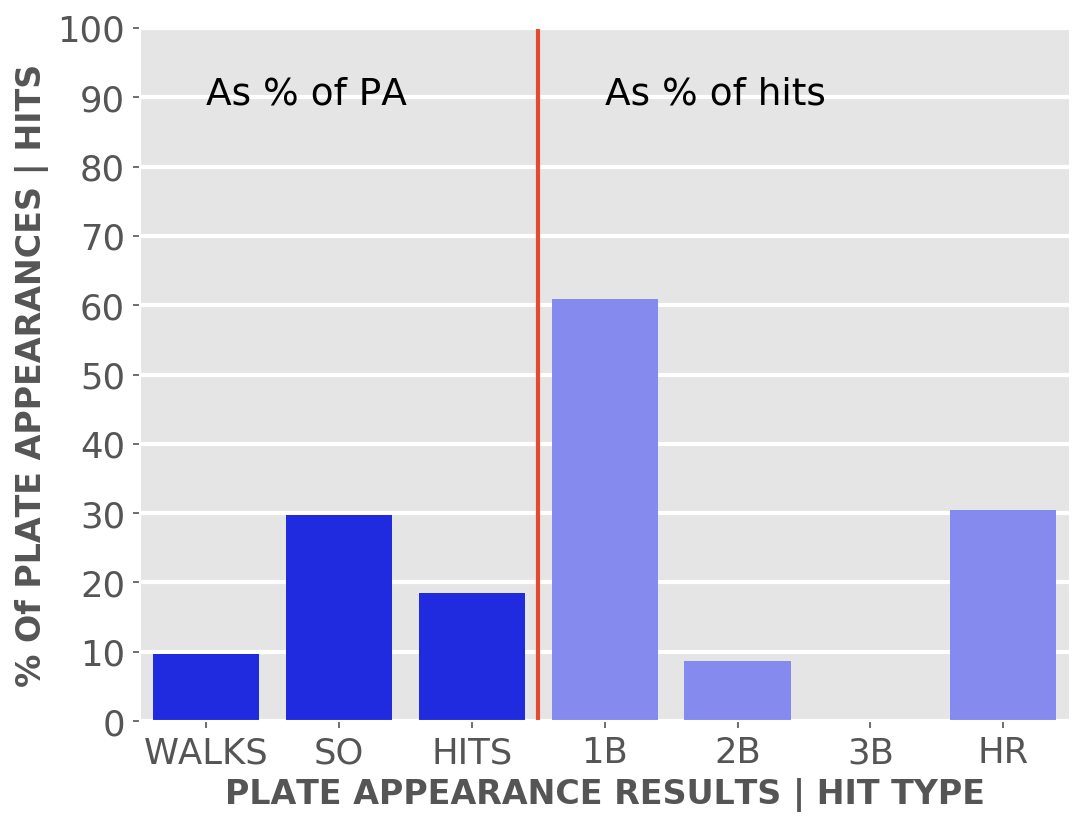 As % of PA
As % of hits
% Of PLATE APPEARANCES | HITS
100
90
80
70
60
50
40
30
20
10
0
WALKS SO HITS 1B 2B 3B HR
PLATE APPEARANCE RESULTS | HIT TYPE